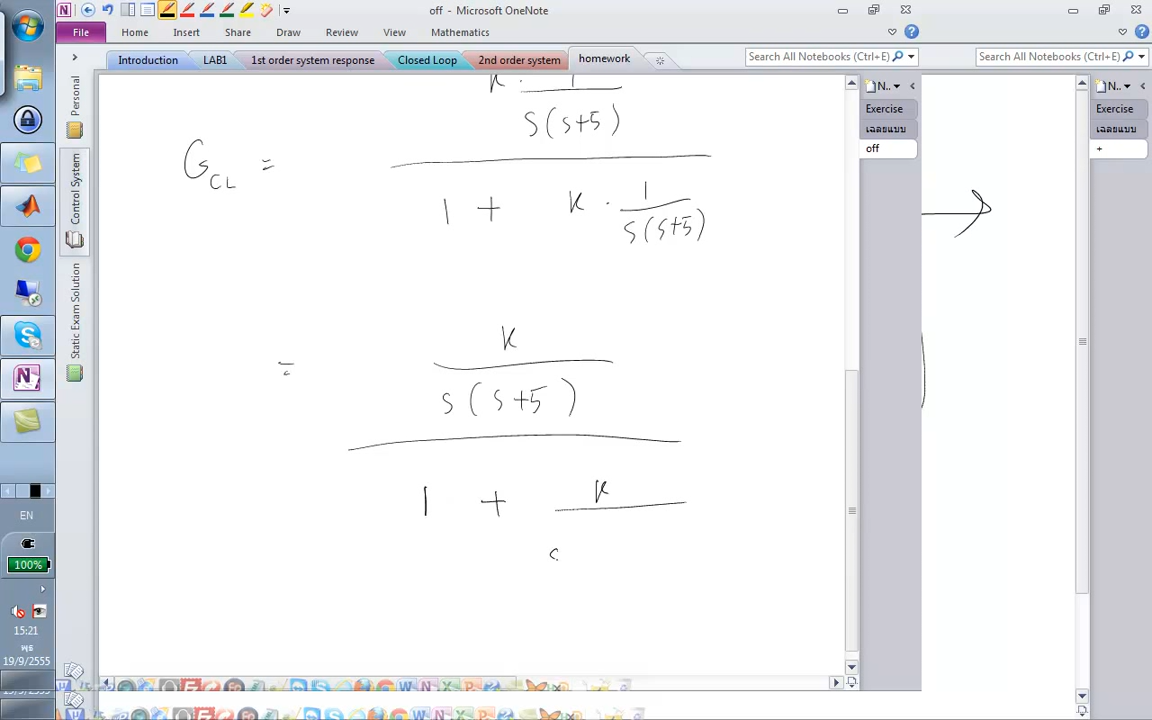 off - Microsoft OneNote
File Home Insert Share Draw Review View Mathematics
Introduction LAB1 1st order system response Closed Loop 2nd order system homework Search All Notebooks (Ctrl+E) Search All Notebooks (Ctrl+E)
Personal
Control System
Static Exam Solution
N.. 
Exercise
เฉลยแบบ
off
N..
Exercise
เฉลยแบบ
+
K · 1
s(s+5)
G_CL =
1 + K · 1
s(s+5)
= K
s(s+5)
1 + K
EN
100%
15:21
พุธ
19/9/2555